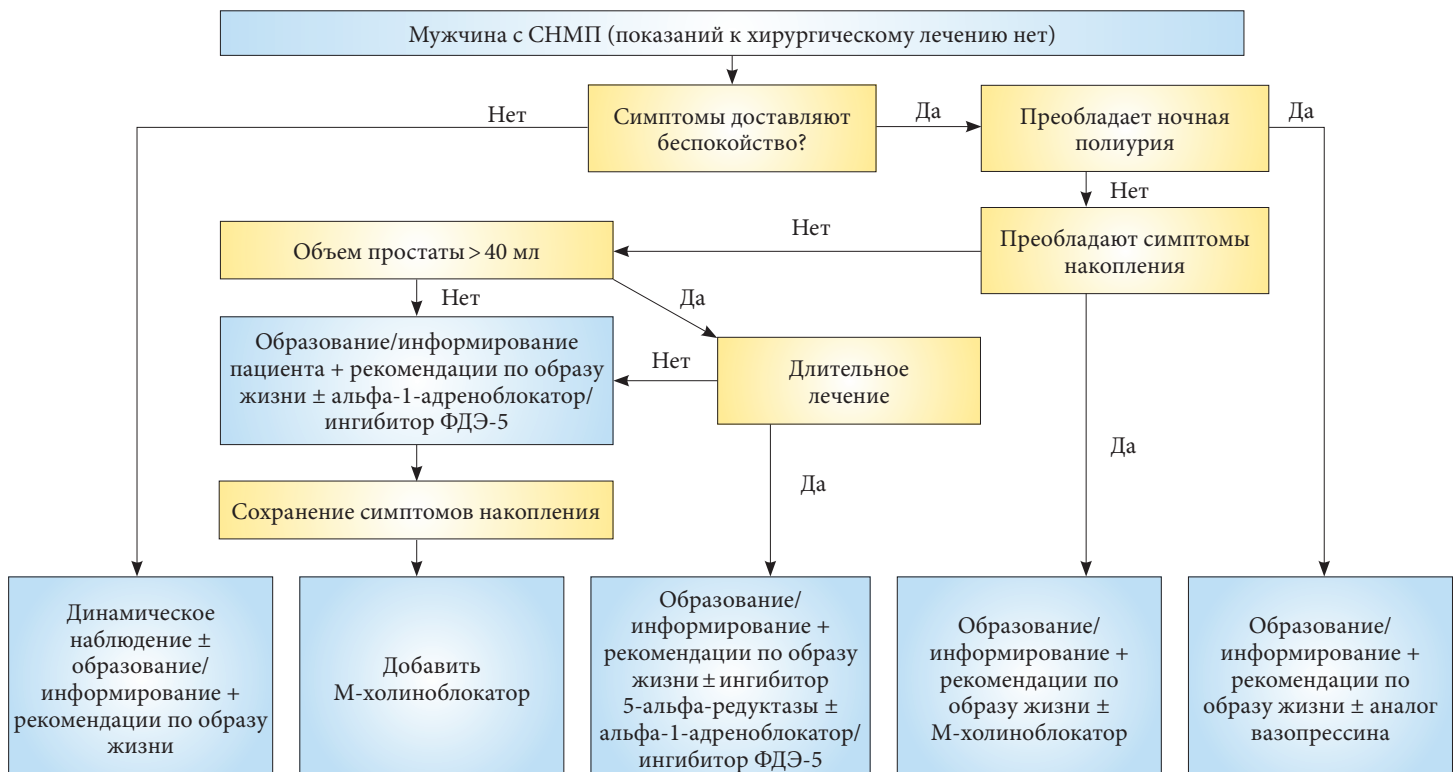 Мужчина с СНМП (показаний к хирургическому лечению нет)
Нет
Симптомы доставляют
беспокойство?
Да
Преобладает ночная
полиурия
Да
Нет
Объем простаты > 40 мл
Нет
Преобладают симптомы
накопления
Нет
Да
Образование/информирование
пациента + рекомендации по образу
жизни ± альфа-1-адреноблокатор/
ингибитор ФДЭ-5
Нет
Длительное
лечение
Да
Да
Сохранение симптомов накопления
Динамическое
наблюдение ±
образование/
информирование +
рекомендации по образу
жизни
Добавить
М-холиноблокатор
Образование/
информирование +
рекомендации по образу
жизни ± ингибитор
5-альфа-редуктазы ±
альфа-1-адреноблокатор/
ингибитор ФДЭ-5
Образование/
информирование +
рекомендации по
образу жизни ±
М-холиноблокатор
Образование/
информирование +
рекомендации по
образу жизни ± аналог
вазопрессина